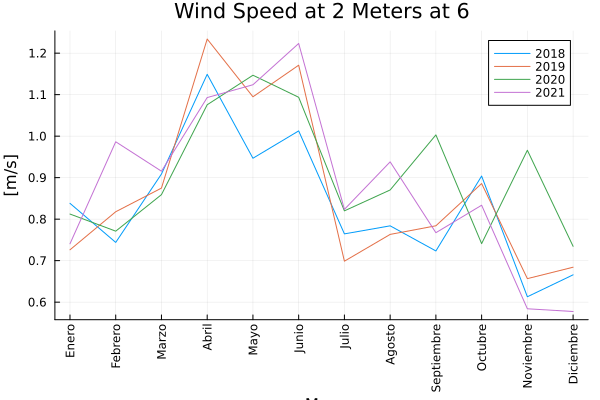 Wind Speed at 2 Meters at 6
[m/s]
1.2
1.1
1.0
0.9
0.8
0.7
0.6
2018
2019
2020
2021
Enero
Febrero
Marzo
Abril
Mayo
Junio
Julio
Agosto
Septiembre
Octubre
Noviembre
Diciembre